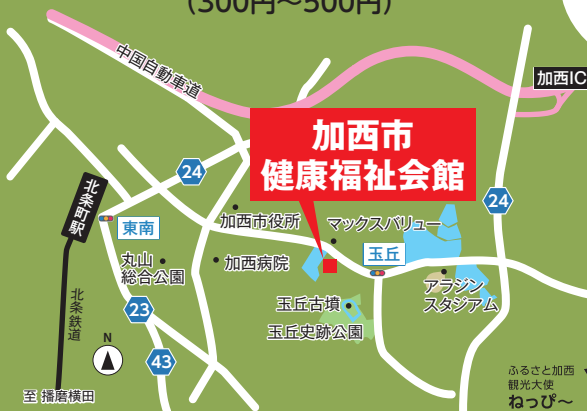 (300円～500円)
中国自動車道
加西IC
加西市
健康福祉会館
24
北条町駅
東南
加西市役所
マックスバリュー
24
丸山
総合公園
加西病院
玉丘
アラジン
スタジアム
北条鉄道
23
玉丘古墳
玉丘史跡公園
N
43
至 播磨横田
ふるさと加西
観光大使
ねっぴ～